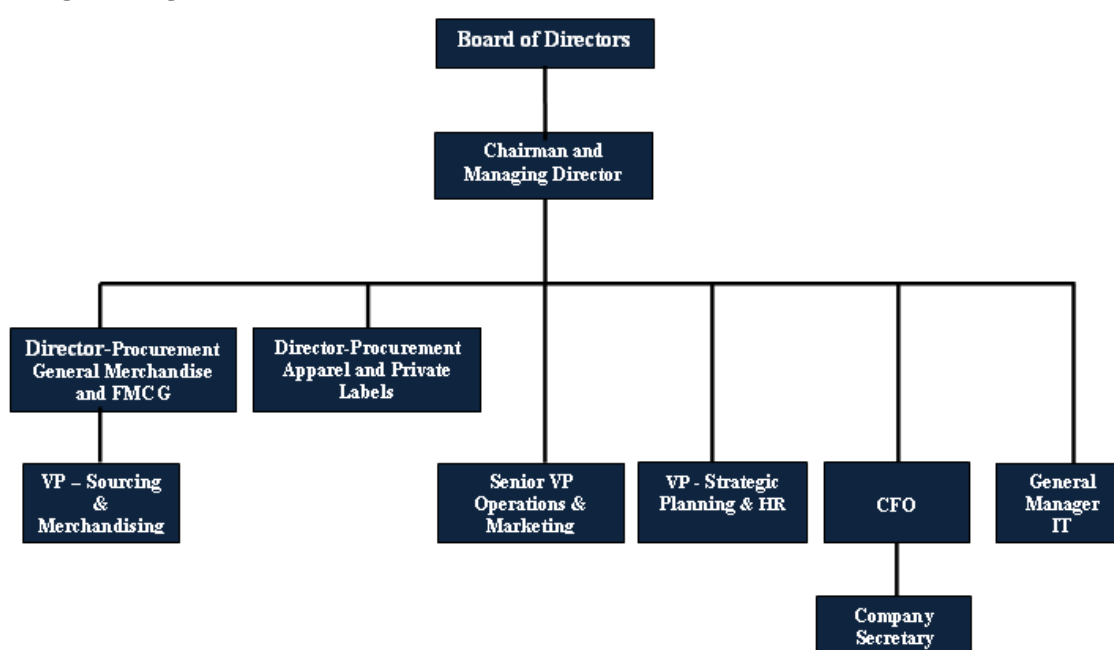 Board of Directors
Chairman and
Managing Director
Director-Procurement
General Merchandise
and FMCG
Director-Procurement
Apparel and Private
Labels
VP – Sourcing
&
Merchandising
Senior VP
Operations &
Marketing
VP - Strategic
Planning & HR
CFO
General
Manager
IT
Company
Secretary